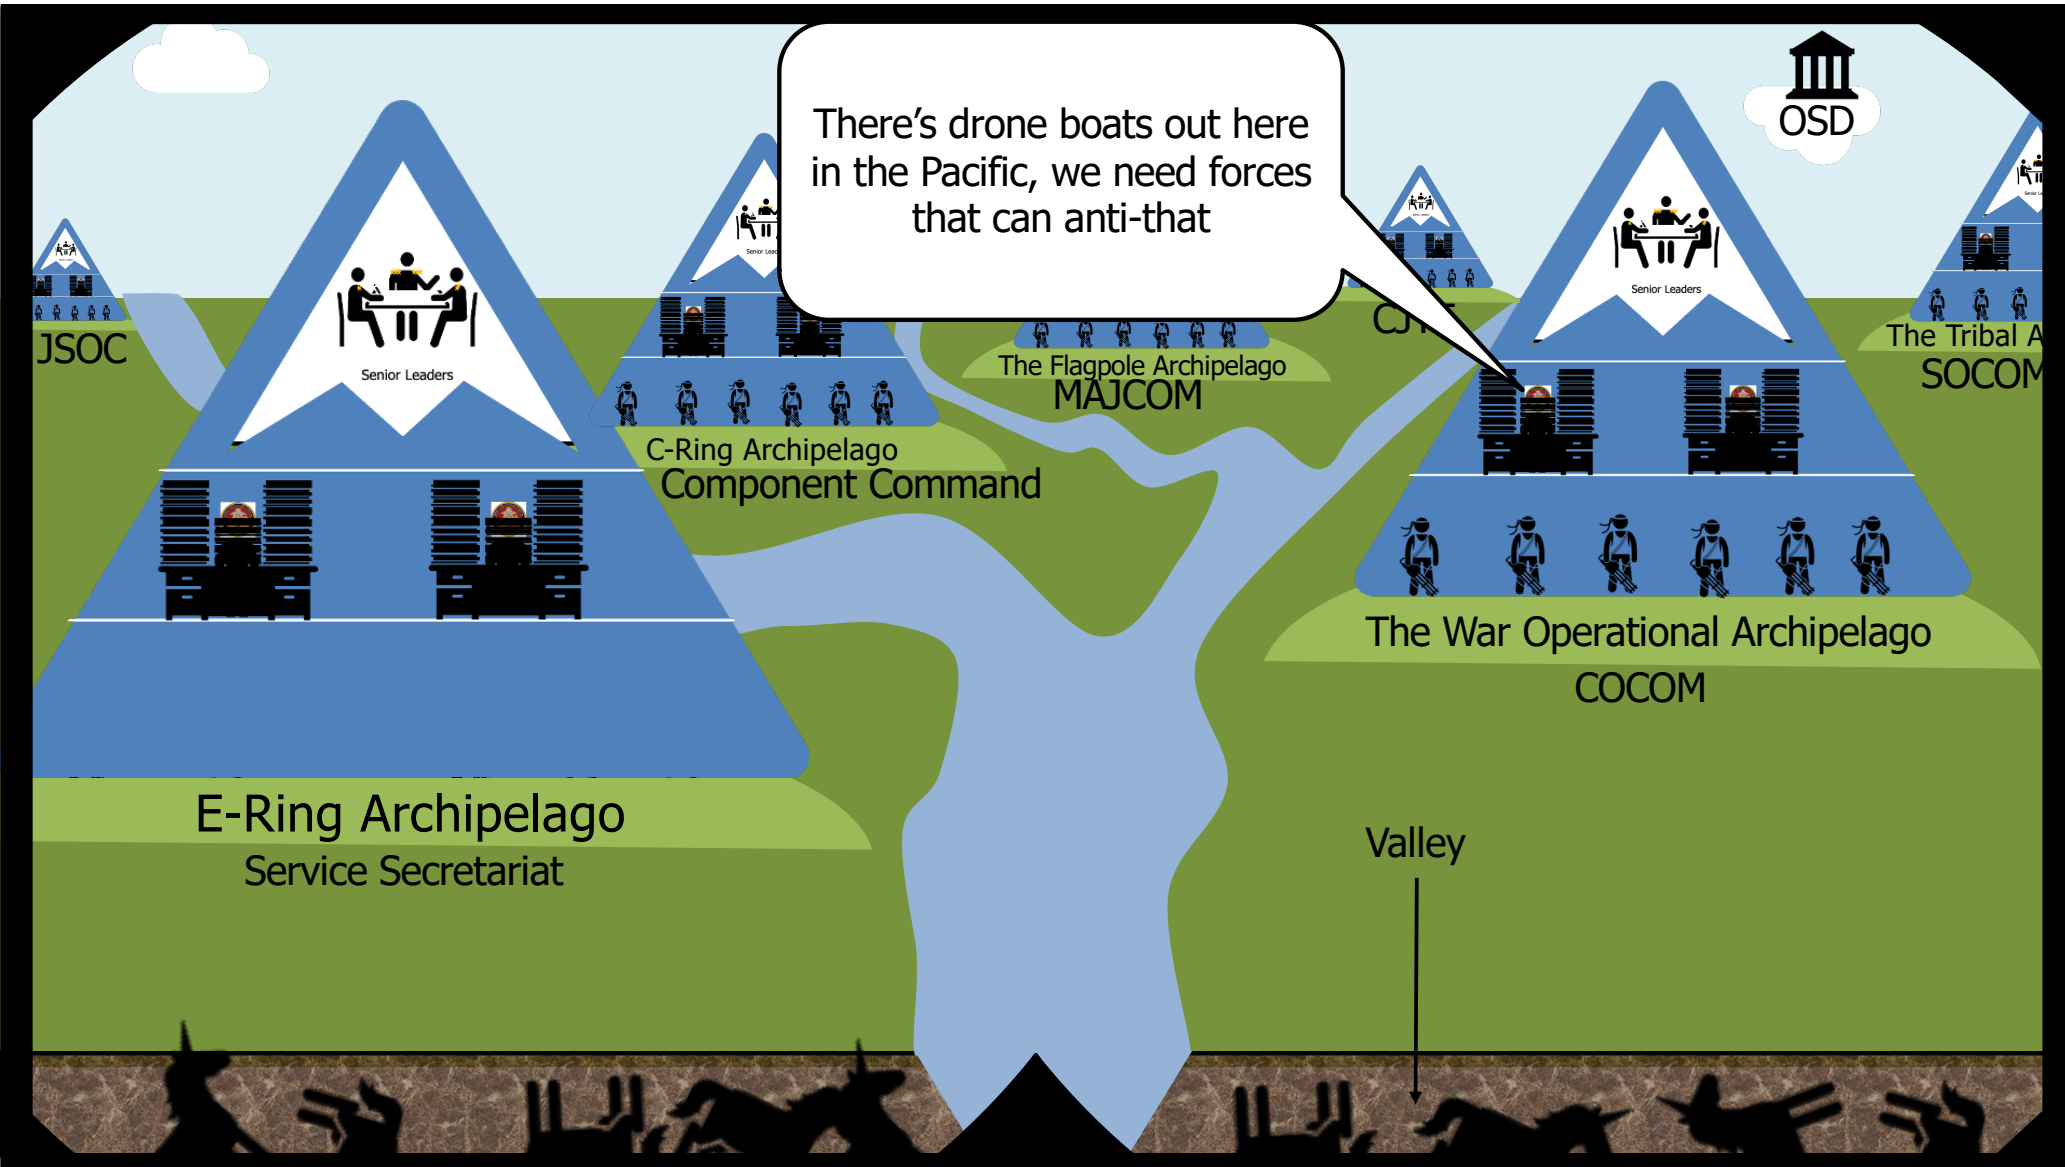 There's drone boats out here
in the Pacific, we need forces
that can anti-that
OSD
Senior Leaders
Senior Leaders
JSOC
The Flagpole Archipelago
MAJCOM
The Tribal A
SOCOM
C-Ring Archipelago
Component Command
The War Operational Archipelago
COCOM
E-Ring Archipelago
Service Secretariat
Valley